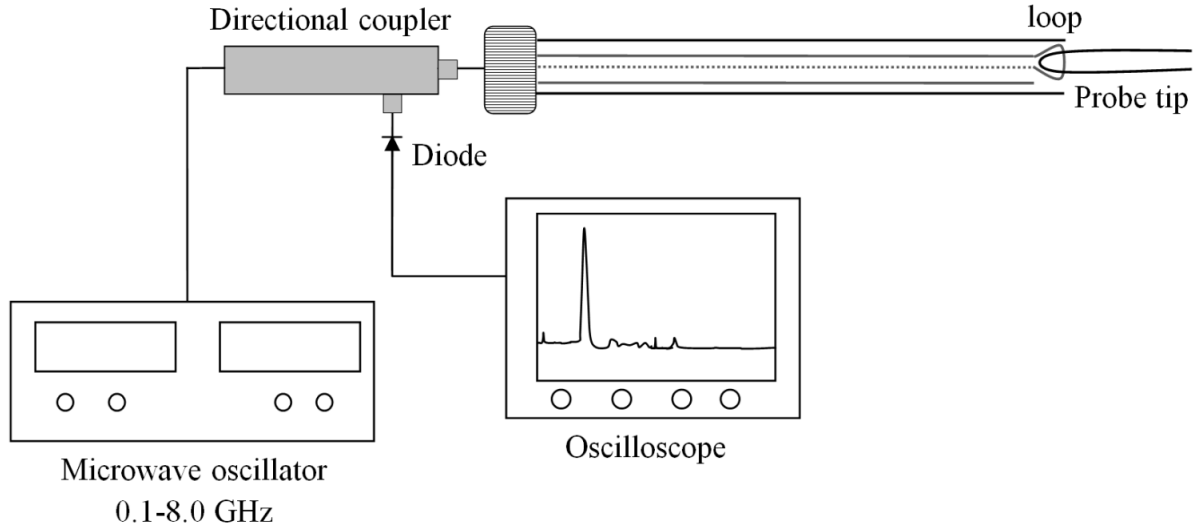 Directional coupler
loop
Probe tip
Diode
Oscilloscope
Microwave oscillator
0.1-8.0 GHz